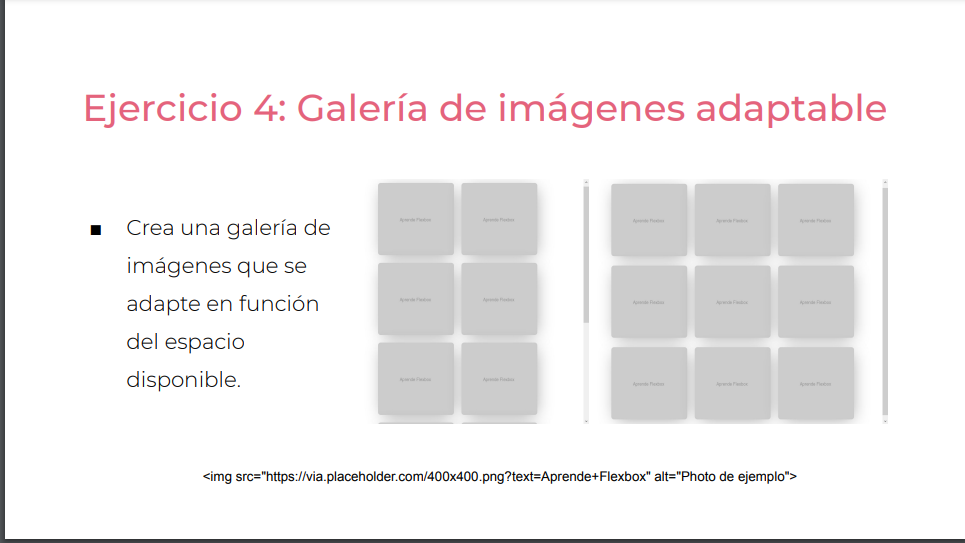 Ejercicio 4: Galería de imágenes adaptable
■ Crea una galería de
imágenes que se
adapte en función
del espacio
disponible.
Aprende Flexbox Aprende Flexbox Aprende Flexbox Aprende Flexbox Aprende Flexbox
Aprende Flexbox Aprende Flexbox Aprende Flexbox Aprende Flexbox Aprende Flexbox
Aprende Flexbox Aprende Flexbox Aprende Flexbox Aprende Flexbox Aprende Flexbox
<img src="https://via.placeholder.com/400x400.png?text=Aprende+Flexbox" alt="Photo de ejemplo">